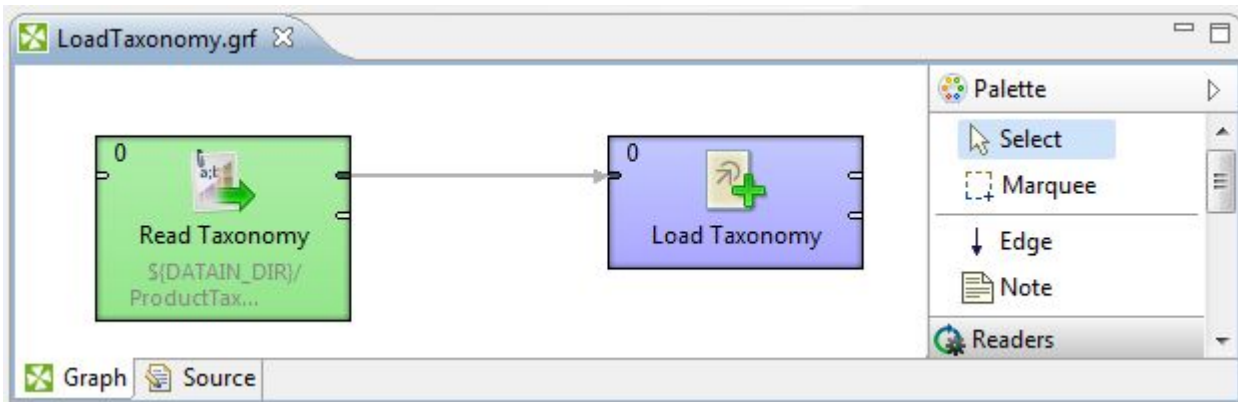 LoadTaxonomy.grf
Palette
Select
Marquee
Edge
Note
Readers
0
a;b
Read Taxonomy
${DATAIN_DIR}/
ProductTax...
0
Load Taxonomy
Graph
Source